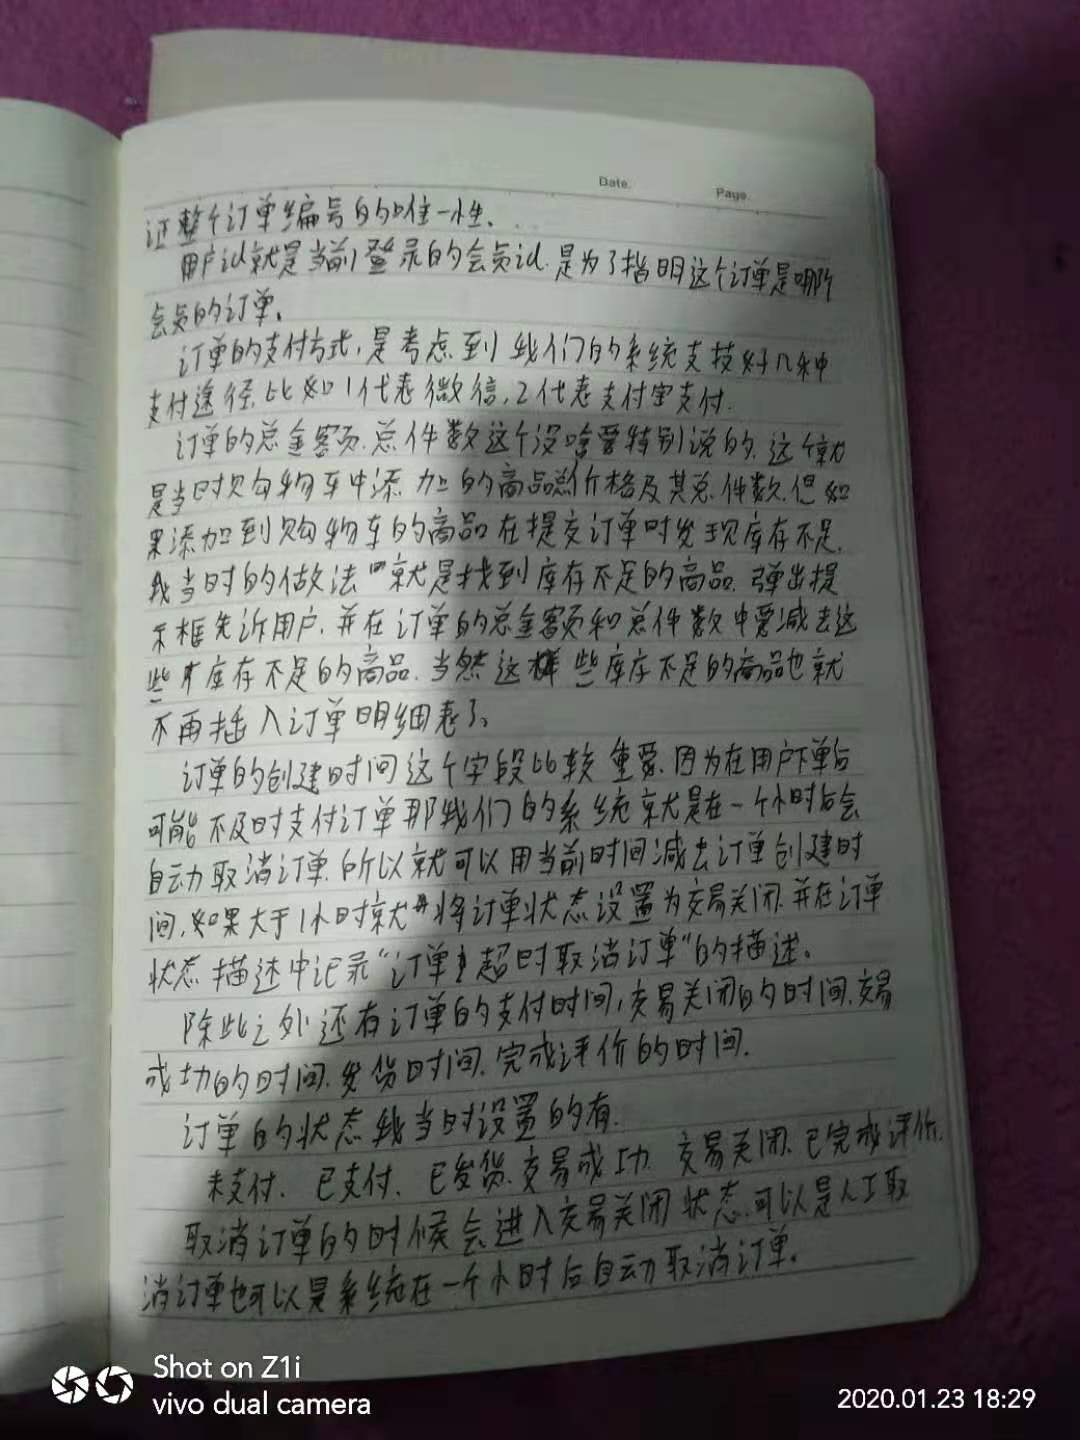 Date.
Page.
证整个订单编号的唯一性、
用户id就是当前登录的会员id.是为了指明这个订单是哪个
会员的订单。
订单的支付方式,是考虑到我们的系统支持好几种
支付途径.比如1代表微信,2代表支付宝支付.
订单的总金额.总件数这个没啥要特别说的.这个就
是当时购物车中添加的商品总价格及其总件数.但如
果添加到购物车的商品在提交订单时发现库存不足.
我当时的做法就是找到库存不足的商品.弹出提
示框告诉用户.并在订单的总金额和总件数中要减去这
些库存不足的商品.当然这样些库存不足的商品也就
不再插入订单明细表了。
订单的创建时间这个字段比较重要.因为在用户下单后
可能不及时支付订单那我们的系统就是在一个小时后会
自动取消订单.所以就可以用当前时间减去订单创建时
间,如果大于1小时就将订单状态设置为交易关闭.并在订单
状态描述中记录“订单超时取消订单”的描述。
除此之外还有订单的支付时间,交易关闭的时间.交易
成功的时间.发货时间.完成评价的时间.
订单的状态我当时设置的有.
未支付.已支付.已发货.交易成功.交易关闭.已完成评价.
取消订单的时候会进入交易关闭状态.可以是人工取
消订单也可以是系统在一个小时后自动取消订单.
Shot on Z1i
vivo dual camera
2020.01.23 18:29